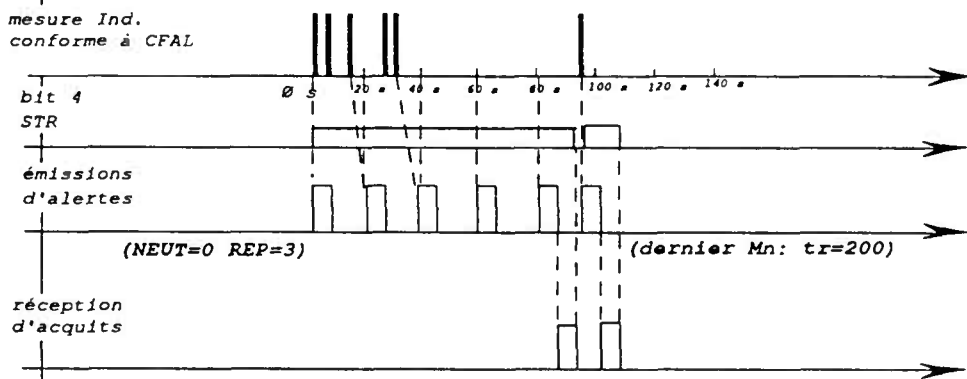 mesure Ind.
conforme à CFAL
Ø s 20 s 40 s 60 s 80 s 100 s 120 s 140 s
bit 4
STR
émissions
d'alertes
(NEUT=0 REP=3) (dernier Mn: tr=200)
réception
d'acquits